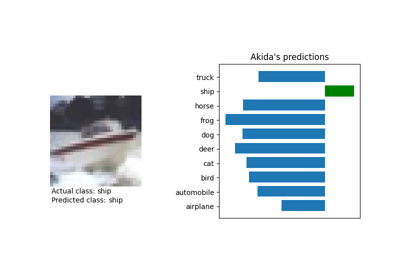 Akida's predictions
truck
ship
horse
frog
dog
deer
cat
bird
automobile
airplane
Actual class: ship
Predicted class: ship